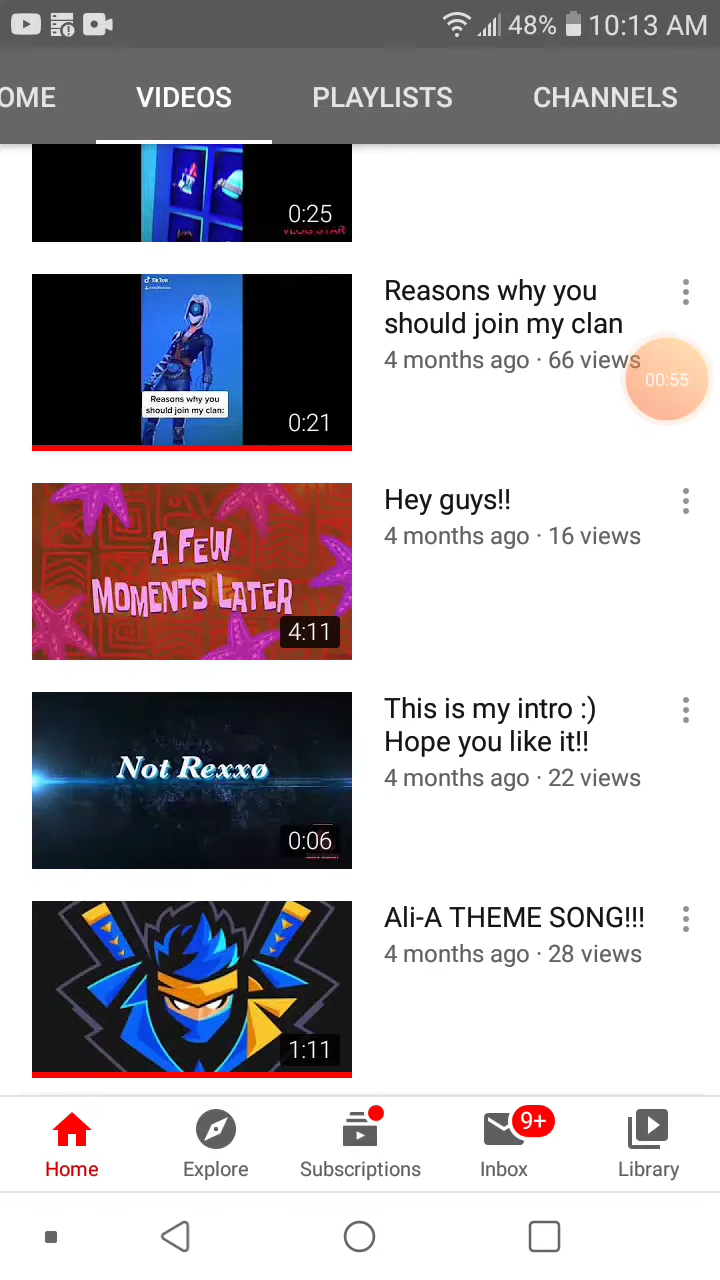 48% 10:13 AM
OME VIDEOS PLAYLISTS CHANNELS
0:25
VLOG STAR
TikTok
Reasons why you
should join my clan:
0:21
Reasons why you
should join my clan
4 months ago · 66 views
00:55
A FEW
MOMENTS LATER
4:11
Hey guys!!
4 months ago · 16 views
Not Rexxø
0:06
This is my intro :)
Hope you like it!!
4 months ago · 22 views
1:11
Ali-A THEME SONG!!!
4 months ago · 28 views
9+
Home Explore Subscriptions Inbox Library